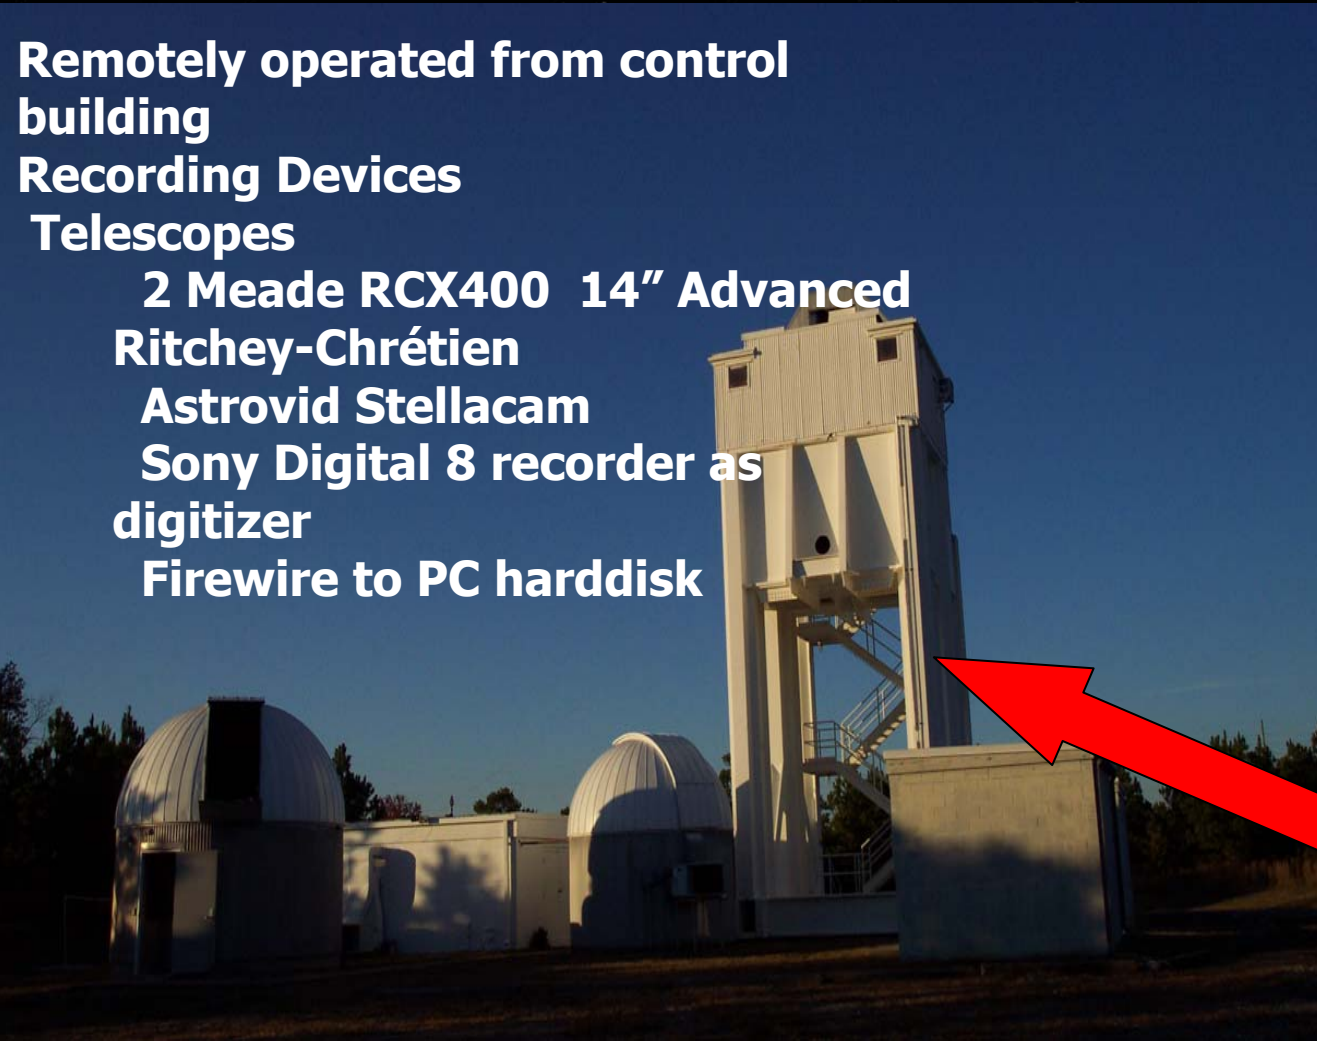 Remotely operated from control
building
Recording Devices
Telescopes
2 Meade RCX400 14” Advanced
Ritchey-Chrétien
Astrovid Stellacam
Sony Digital 8 recorder as
digitizer
Firewire to PC harddisk